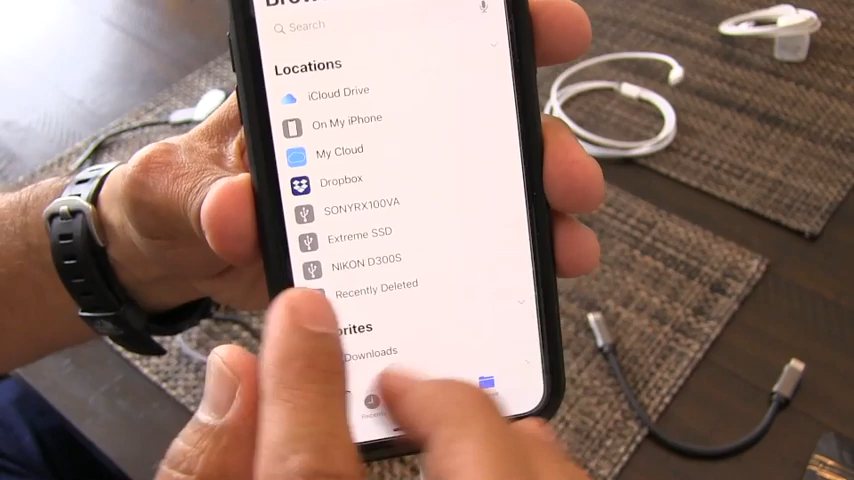 Search
Locations
iCloud Drive
On My iPhone
My Cloud
Dropbox
SONYRX100VA
Extreme SSD
NIKON D300S
Recently Deleted
Downloads